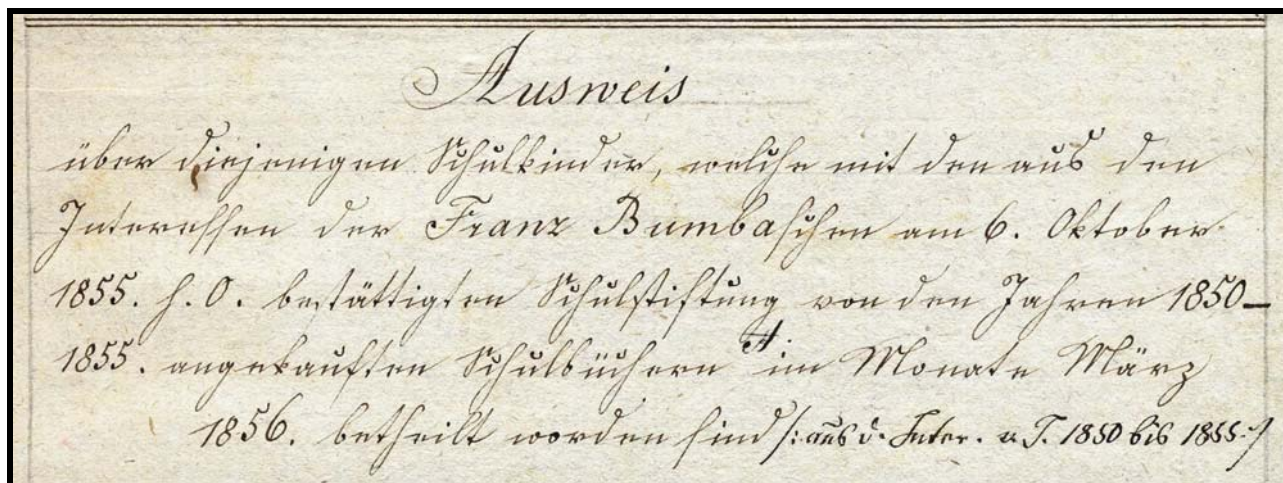 Ausweis
über diejenigen Schulkinder, welche mit den aus den
Interessen der Franz Bumbaschen am 6. Oktober
1855. h. O. bestättigten Schulstiftung von den Jahren 1850–
1855. angekauften Schulbüchern im Monate März
1856. betheilt worden sind /: aus d. Inter. v. J. 1850 bis 1855 :/